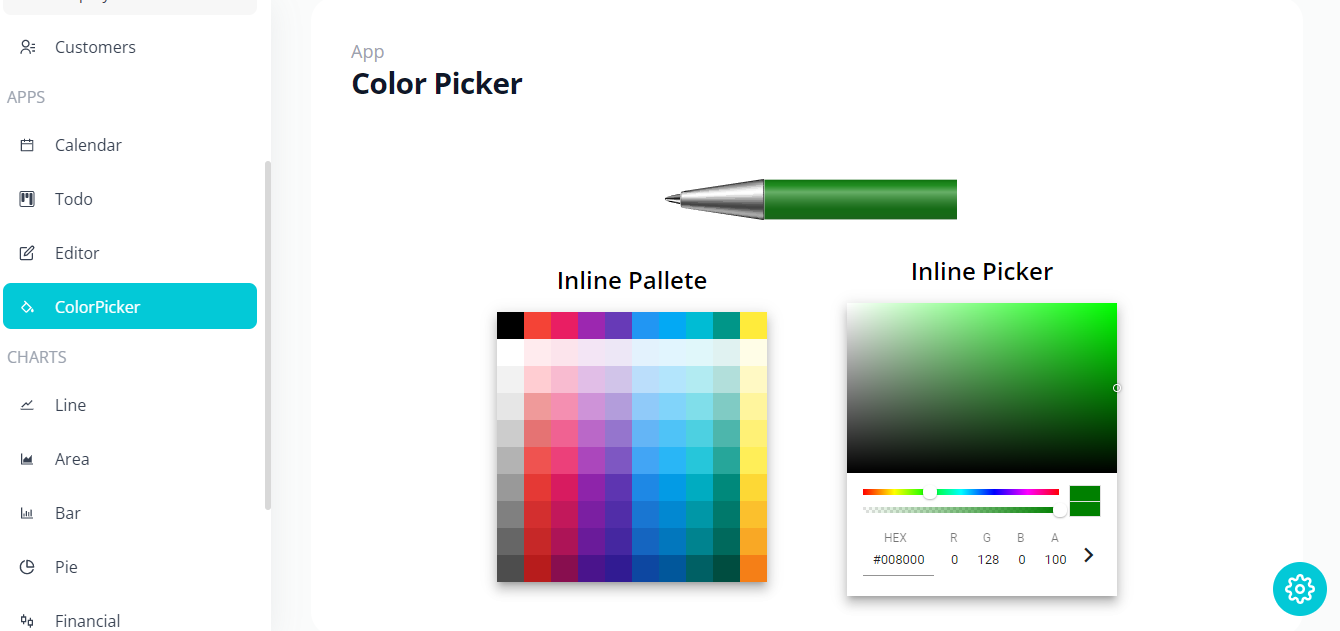 Customers
APPS
Calendar
Todo
Editor
ColorPicker
CHARTS
Line
Area
Bar
Pie
Financial
App
Color Picker
Inline Pallete
Inline Picker
HEX R G B A
#008000 0 128 0 100